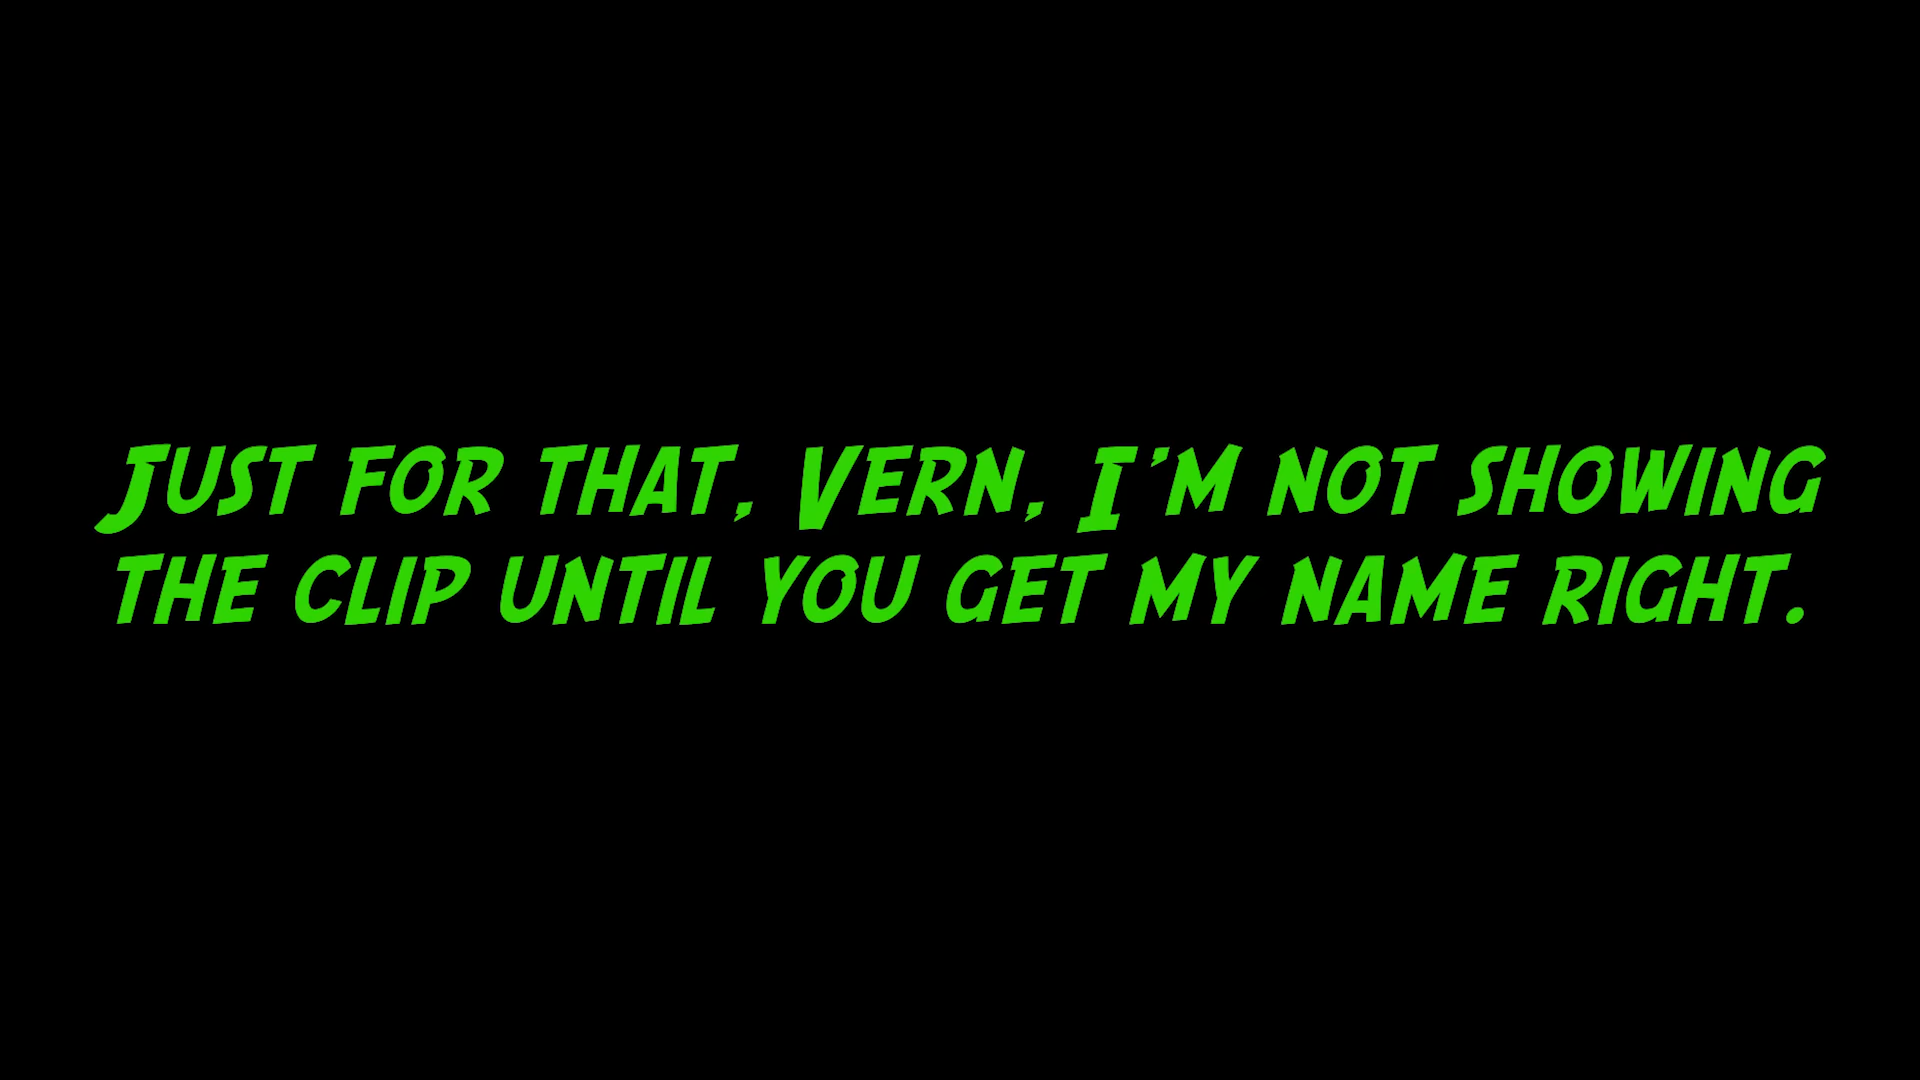 Just for that, Vern, I'm not showing
the clip until you get my name right.